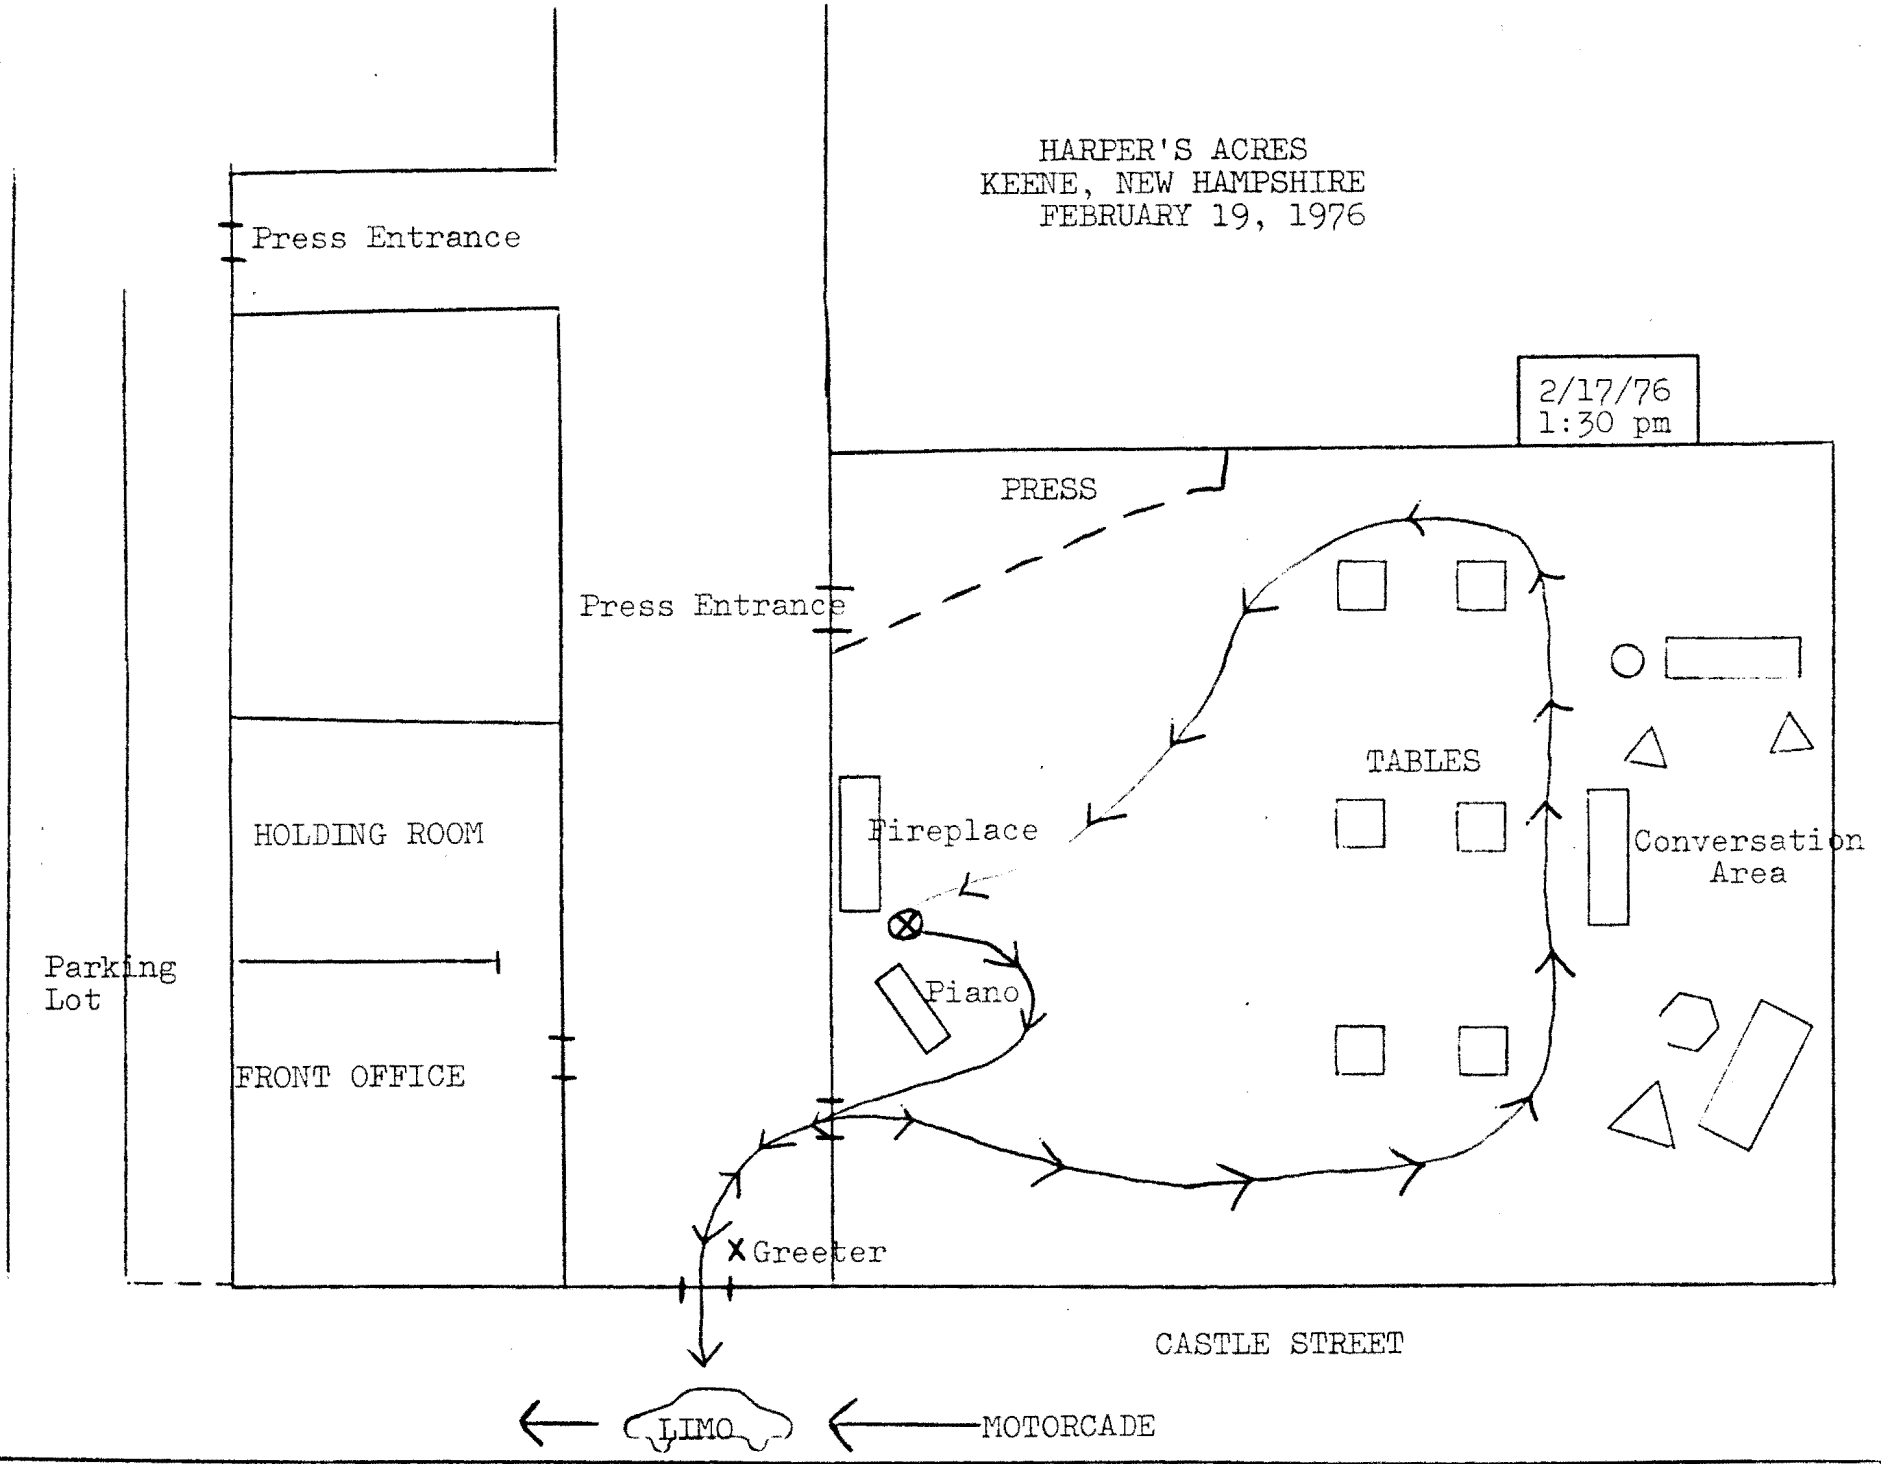 HARPER'S ACRES
KEENE, NEW HAMPSHIRE
FEBRUARY 19, 1976
Press Entrance
2/17/76
1:30 pm
PRESS
Press Entrance
TABLES
HOLDING ROOM
Fireplace
Conversation
Area
Parking
Lot
Piano
FRONT OFFICE
Greeter
CASTLE STREET
LIMO
MOTORCADE